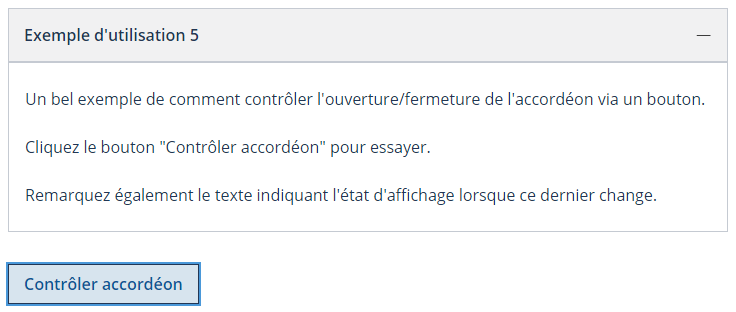 Exemple d'utilisation 5
Un bel exemple de comment contrôler l'ouverture/fermeture de l'accordéon via un bouton.
Cliquez le bouton "Contrôler accordéon" pour essayer.
Remarquez également le texte indiquant l'état d'affichage lorsque ce dernier change.
Contrôler accordéon